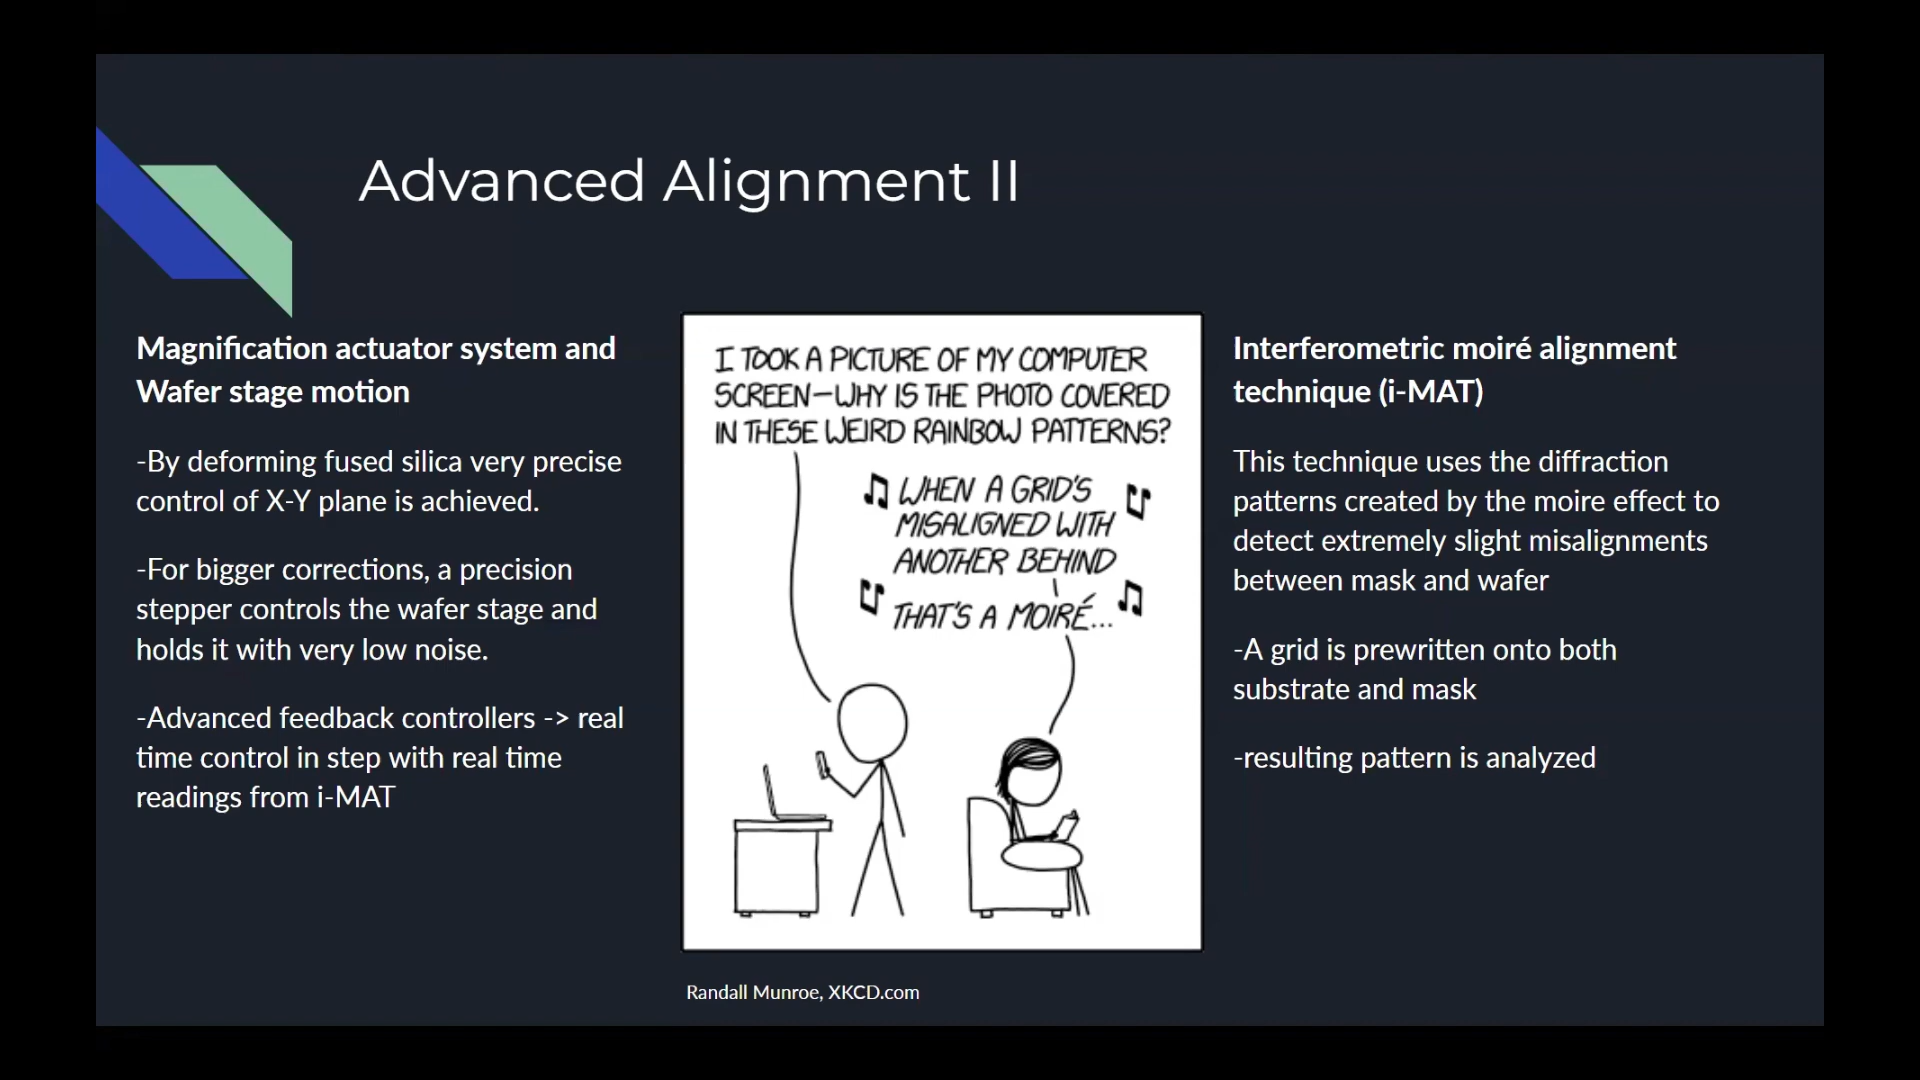 Advanced Alignment II
Magnification actuator system and
Wafer stage motion
-By deforming fused silica very precise
control of X-Y plane is achieved.
-For bigger corrections, a precision
stepper controls the wafer stage and
holds it with very low noise.
-Advanced feedback controllers -> real
time control in step with real time
readings from i-MAT
I TOOK A PICTURE OF MY COMPUTER
SCREEN—WHY IS THE PHOTO COVERED
IN THESE WEIRD RAINBOW PATTERNS?
♫ WHEN A GRID'S ♫
MISALIGNED WITH
ANOTHER BEHIND
♫ THAT'S A MOIRÉ... ♫
Randall Munroe, XKCD.com
Interferometric moiré alignment
technique (i-MAT)
This technique uses the diffraction
patterns created by the moire effect to
detect extremely slight misalignments
between mask and wafer
-A grid is prewritten onto both
substrate and mask
-resulting pattern is analyzed